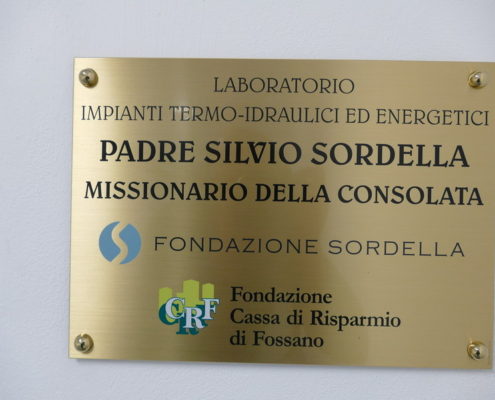 LABORATORIO
IMPIANTI TERMO-IDRAULICI ED ENERGETICI
PADRE SILVIO SORDELLA
MISSIONARIO DELLA CONSOLATA
FONDAZIONE SORDELLA
CRF
Fondazione
Cassa di Risparmio
di Fossano